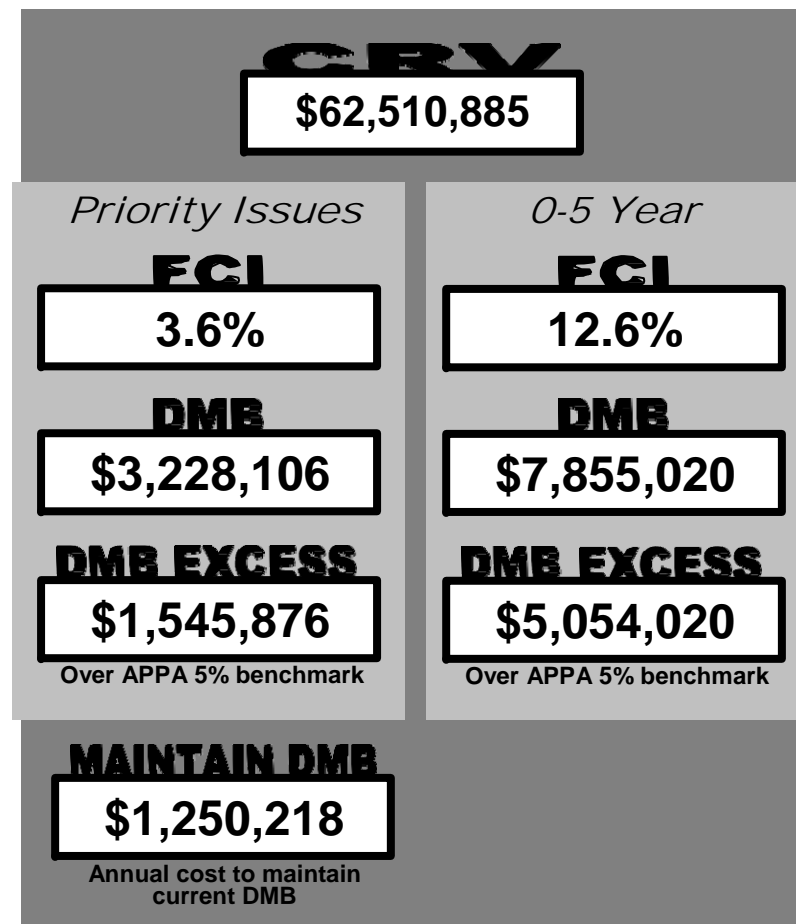 CRV
$62,510,885
Priority Issues
FCI
3.6%
DMB
$3,228,106
DMB EXCESS
$1,545,876
Over APPA 5% benchmark
0-5 Year
FCI
12.6%
DMB
$7,855,020
DMB EXCESS
$5,054,020
Over APPA 5% benchmark
MAINTAIN DMB
$1,250,218
Annual cost to maintain
current DMB